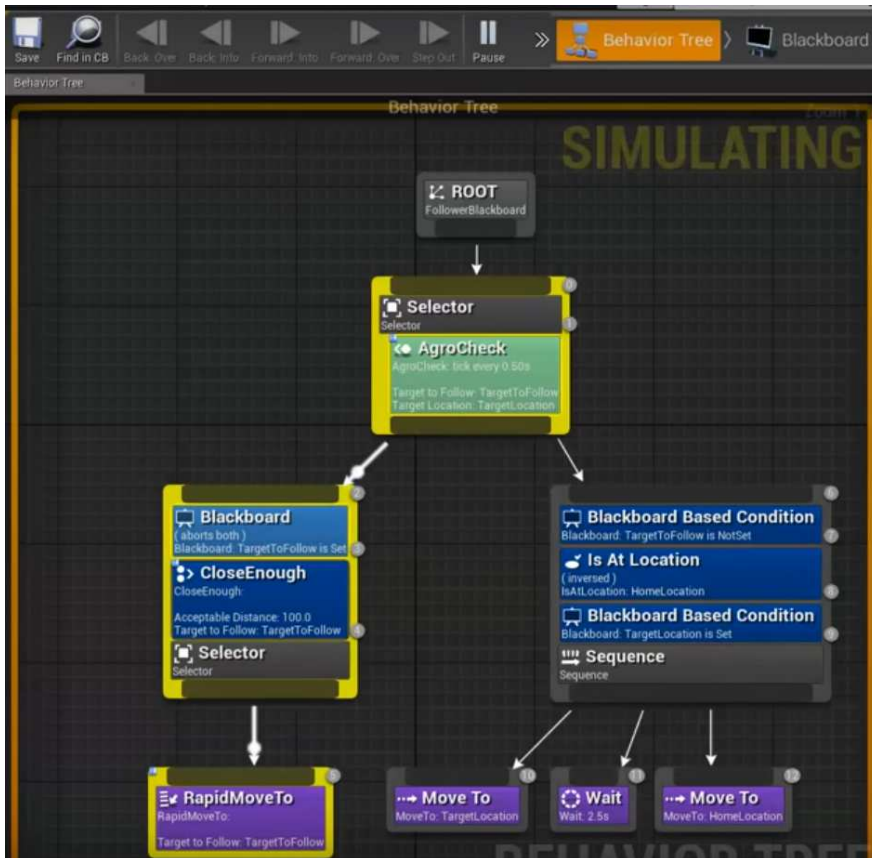 Save
Find in CB
Back: Over
Back: Into
Forward: Into
Forward: Over
Step Out
Pause
Behavior Tree
Blackboard
Behavior Tree
Behavior Tree
SIMULATING
ROOT
FollowerBlackboard
0
Selector
Selector
1
AgroCheck
AgroCheck: tick every 0.50s
Target to Follow: TargetToFollow
Target Location: TargetLocation
2
Blackboard
( aborts both )
Blackboard: TargetToFollow is Set
3
CloseEnough
CloseEnough:
Acceptable Distance: 100.0
Target to Follow: TargetToFollow
4
Selector
Selector
6
Blackboard Based Condition
Blackboard: TargetToFollow is NotSet
7
Is At Location
( inversed )
IsAtLocation: HomeLocation
8
Blackboard Based Condition
Blackboard: TargetLocation is Set
9
Sequence
Sequence
5
RapidMoveTo
RapidMoveTo:
Target to Follow: TargetToFollow
10
Move To
MoveTo: TargetLocation
11
Wait
Wait: 2.5s
12
Move To
MoveTo: HomeLocation
BEHAVIOR TREE